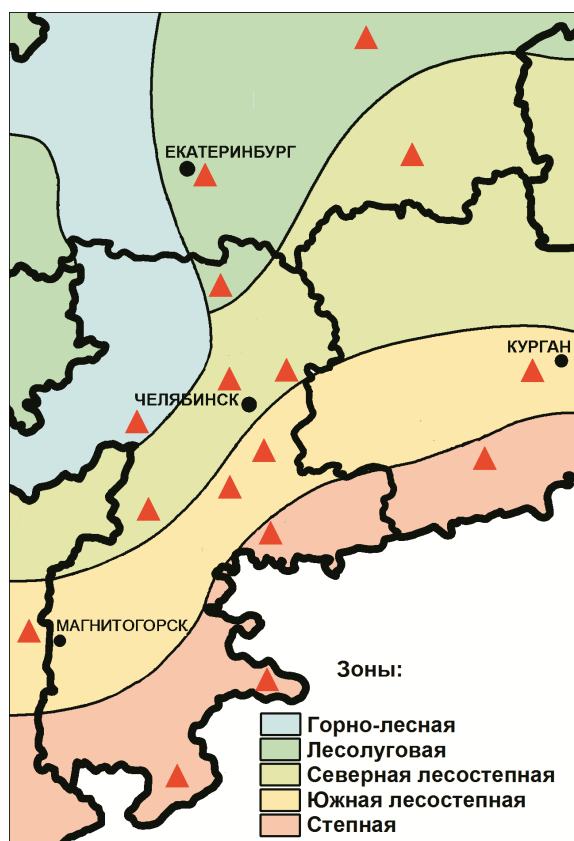 ЕКАТЕРИНБУРГ
КУРГАН
ЧЕЛЯБИНСК
МАГНИТОГОРСК
Зоны:
Горно-лесная
Лесолуговая
Северная лесостепная
Южная лесостепная
Степная